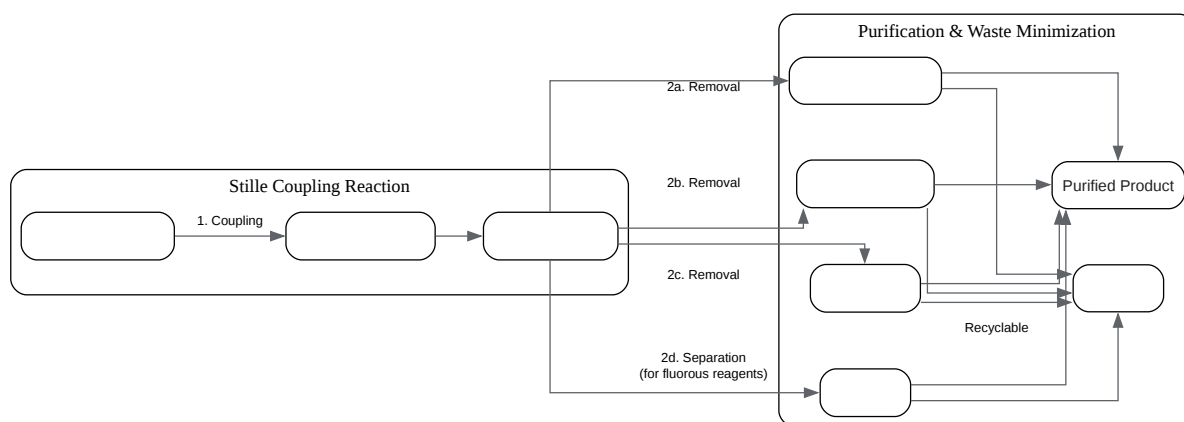 Purification & Waste Minimization
2a. Removal
Stille Coupling Reaction
2b. Removal
Purified Product
1. Coupling
2c. Removal
Recyclable
2d. Separation
(for fluorous reagents)